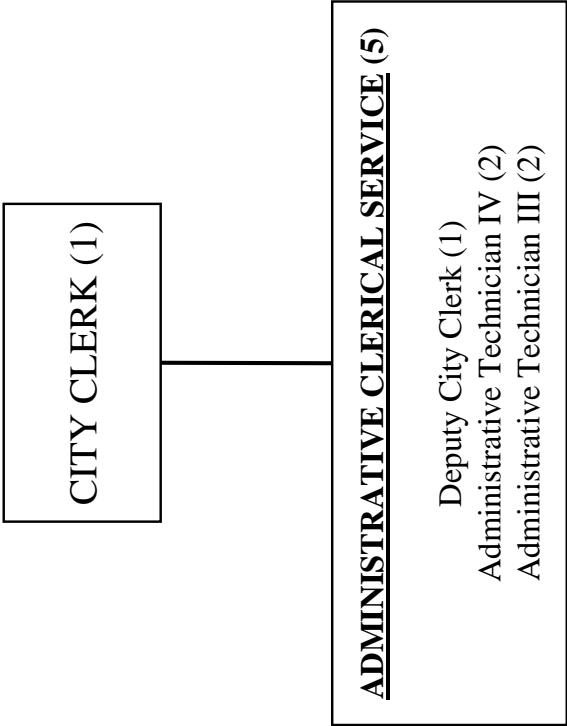 CITY CLERK (1)
ADMINISTRATIVE CLERICAL SERVICE (5)
Deputy City Clerk (1)
Administrative Technician IV (2)
Administrative Technician III (2)